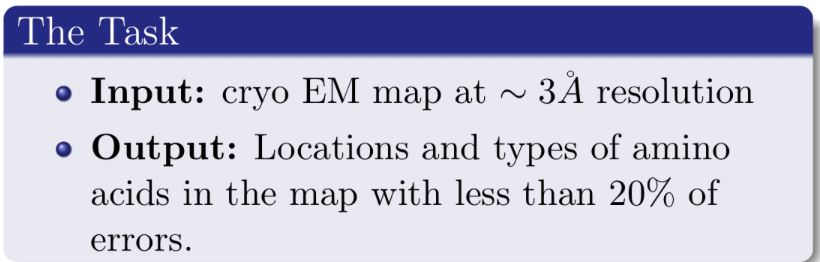 The Task
Input: cryo EM map at ∼ 3Å resolution
Output: Locations and types of amino
acids in the map with less than 20% of
errors.